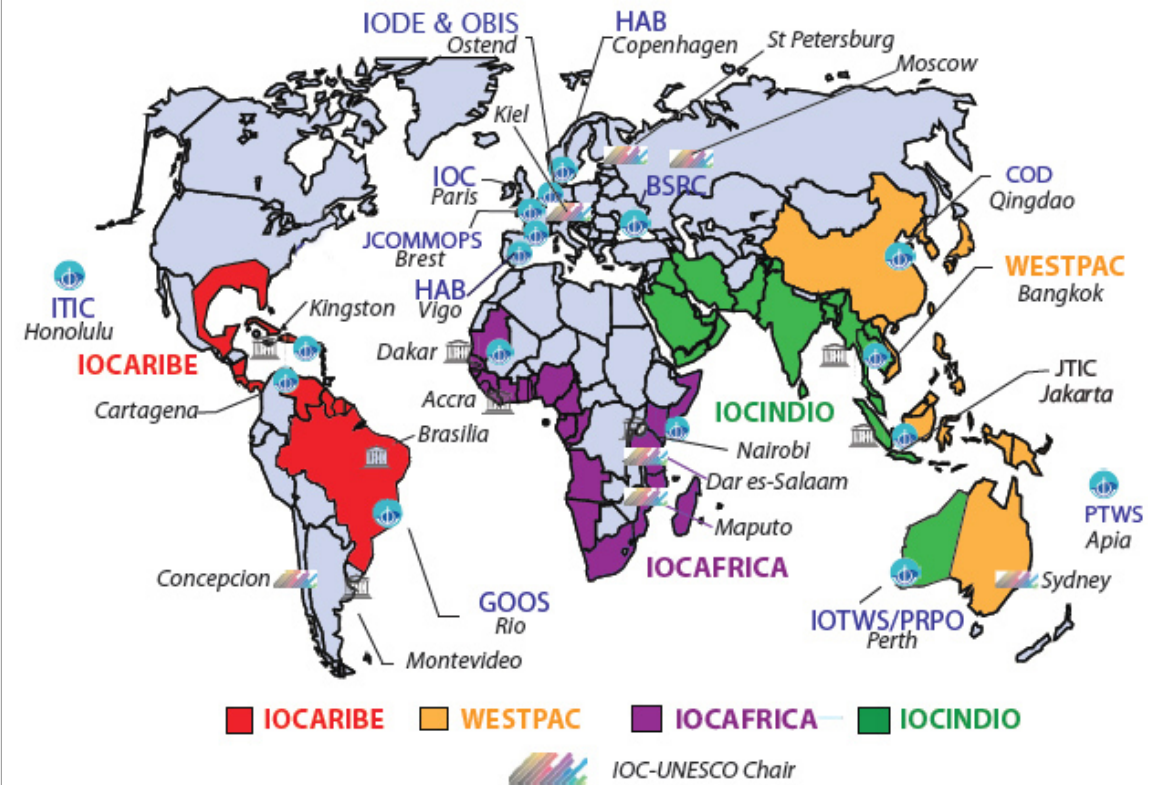 IODE & OBIS
Ostend
HAB
Copenhagen
St Petersburg
Moscow
Kiel
IOC
Paris
BSRC
COD
Qingdao
JCOMMOPS
Brest
HAB
Vigo
WESTPAC
Bangkok
ITIC
Honolulu
Kingston
IOCARIBE
Dakar
Cartagena
Accra
IOCINDIO
JTIC
Jakarta
Brasilia
Nairobi
Dar es-Salaam
Maputo
PTWS
Apia
IOCAFRICA
Concepcion
Sydney
GOOS
Rio
IOTWS/PRPO
Perth
Montevideo
IOCARIBE
WESTPAC
IOCAFRICA
IOCINDIO
IOC-UNESCO Chair